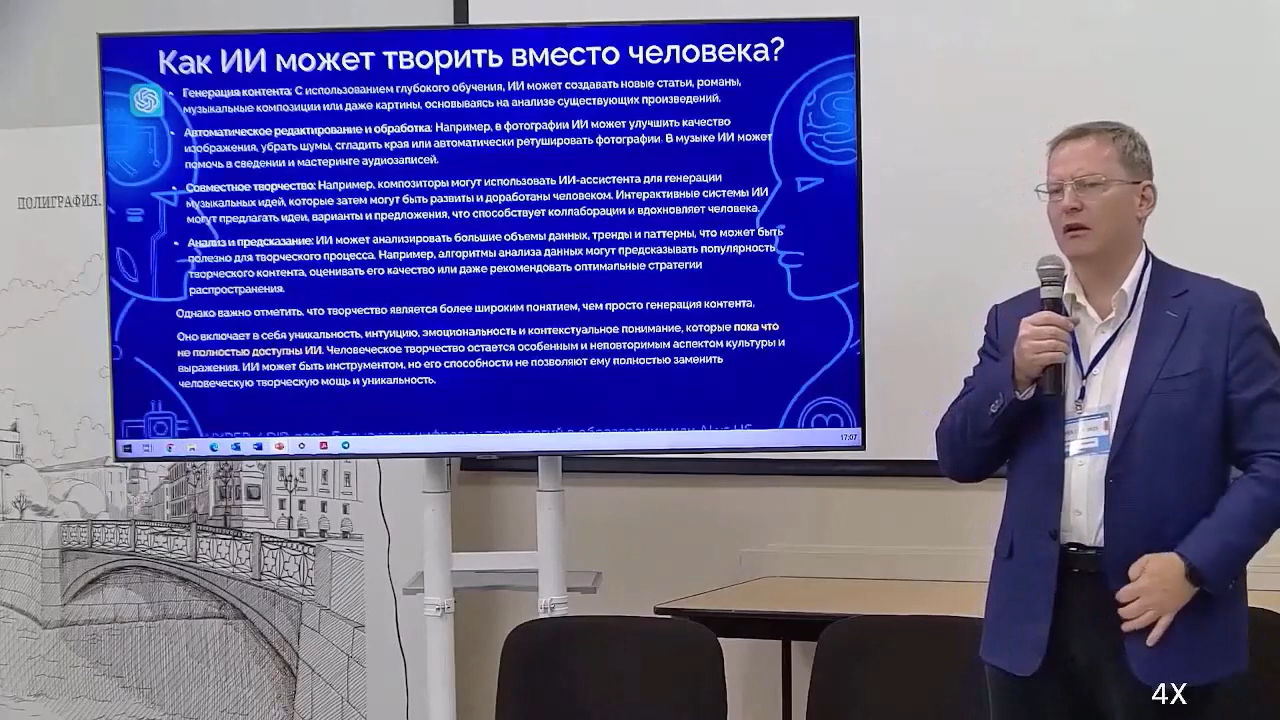 Как ИИ может творить вместо человека?
• Генерация контента: С использованием глубокого обучения, ИИ может создавать новые статьи, романы,
музыкальные композиции или даже картины, основываясь на анализе существующих произведений.
• Автоматическое редактирование и обработка: Например, в фотографии ИИ может улучшить качество
изображения, убрать шумы, сгладить края или автоматически ретушировать фотографии. В музыке ИИ может
помочь в сведении и мастеринге аудиозаписей.
• Совместное творчество: Например, композиторы могут использовать ИИ-ассистента для генерации
музыкальных идей, которые затем могут быть развиты и доработаны человеком. Интерактивные системы ИИ
могут предлагать идеи, варианты и предложения, что способствует коллаборации и вдохновляет человека.
• Анализ и предсказание: ИИ может анализировать большие объемы данных, тренды и паттерны, что может быть
полезно для творческого процесса. Например, алгоритмы анализа данных могут предсказывать популярность
творческого контента, оценивать его качество или даже рекомендовать оптимальные стратегии
распространения.
Однако важно отметить, что творчество является более широким понятием, чем просто генерация контента.
Оно включает в себя уникальность, интуицию, эмоциональность и контекстуальное понимание, которые пока что
не полностью доступны ИИ. Человеческое творчество остается особенным и неповторимым аспектом культуры и
выражения. ИИ может быть инструментом, но его способности не позволяют ему полностью заменить
человеческую творческую мощь и уникальность.
17:07
ПОЛИГРАФИЯ.
4X